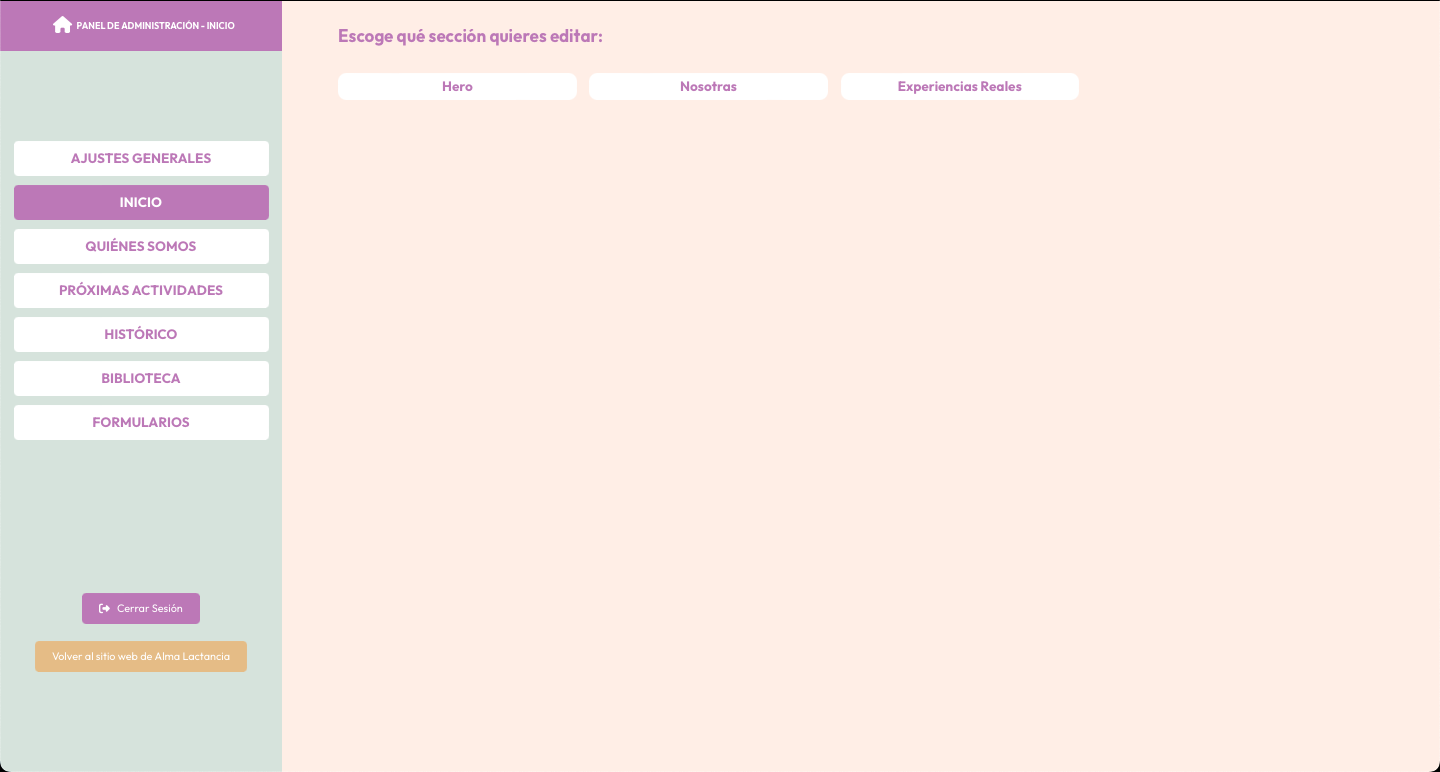 PANEL DE ADMINISTRACIÓN - INICIO
AJUSTES GENERALES
INICIO
QUIÉNES SOMOS
PRÓXIMAS ACTIVIDADES
HISTÓRICO
BIBLIOTECA
FORMULARIOS
Cerrar Sesión
Volver al sitio web de Alma Lactancia
Escoge qué sección quieres editar:
Hero
Nosotras
Experiencias Reales